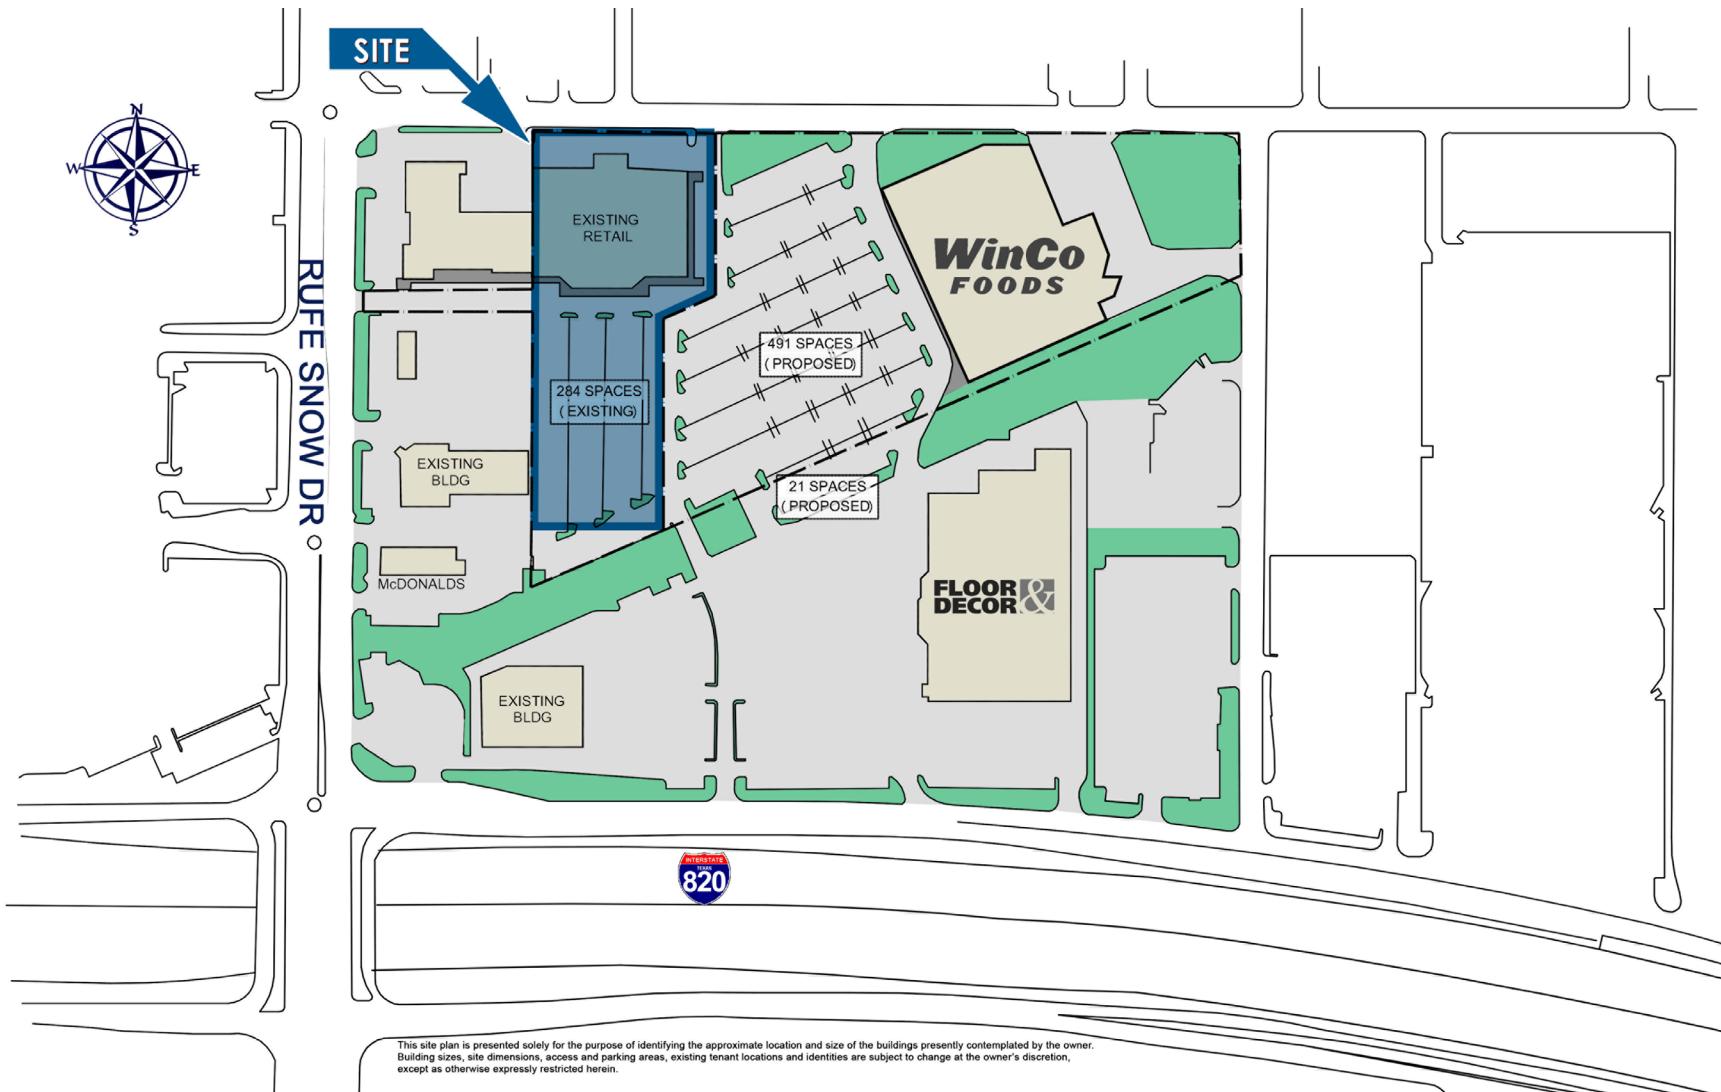 SITE
N
W
E
S
EXISTING
RETAIL
WinCo
FOODS
RUFE SNOW DR
491 SPACES
(PROPOSED)
284 SPACES
(EXISTING)
EXISTING
BLDG
21 SPACES
(PROPOSED)
McDONALDS
FLOOR &
DECOR
EXISTING
BLDG
INTERSTATE
TEXAS
820
This site plan is presented solely for the purpose of identifying the approximate location and size of the buildings presently contemplated by the owner.
Building sizes, site dimensions, access and parking areas, existing tenant locations and identities are subject to change at the owner's discretion,
except as otherwise expressly restricted herein.